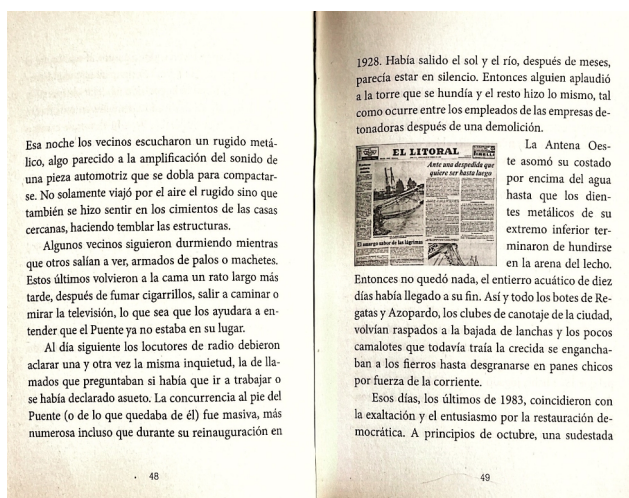 Esa noche los vecinos escucharon un rugido metá-
lico, algo parecido a la amplificación del sonido de
una pieza automotriz que se dobla para compactar-
se. No solamente viajó por el aire el rugido sino que
también se hizo sentir en los cimientos de las casas
cercanas, haciendo temblar las estructuras.
Algunos vecinos siguieron durmiendo mientras
que otros salían a ver, armados de palos o machetes.
Estos últimos volvieron a la cama un rato largo más
tarde, después de fumar cigarrillos, salir a caminar o
mirar la televisión, lo que sea que los ayudara a en-
tender que el Puente ya no estaba en su lugar.
Al día siguiente los locutores de radio debieron
aclarar una y otra vez la misma inquietud, la de lla-
mados que preguntaban si había que ir a trabajar o
se había declarado asueto. La concurrencia al pie del
Puente (o de lo que quedaba de él) fue masiva, más
numerosa incluso que durante su reinauguración en
48
1928. Había salido el sol y el río, después de meses,
parecía estar en silencio. Entonces alguien aplaudió
a la torre que se hundía y el resto hizo lo mismo, tal
como ocurre entre los empleados de las empresas de-
tonadoras después de una demolición.
EL LITORAL
Ante una despedida que
quiere ser hasta luego
El amargo sabor de las lágrimas
La Antena Oes-
te asomó su costado
por encima del agua
hasta que los dien-
tes metálicos de su
extremo inferior ter-
minaron de hundirse
en la arena del lecho.
Entonces no quedó nada, el entierro acuático de diez
días había llegado a su fin. Así y todo los botes de Re-
gatas y Azopardo, los clubes de canotaje de la ciudad,
volvían raspados a la bajada de lanchas y los pocos
camalotes que todavía traía la crecida se engancha-
ban a los fierros hasta desgranarse en panes chicos
por fuerza de la corriente.
Esos días, los últimos de 1983, coincidieron con
la exaltación y el entusiasmo por la restauración de-
mocrática. A principios de octubre, una sudestada
49